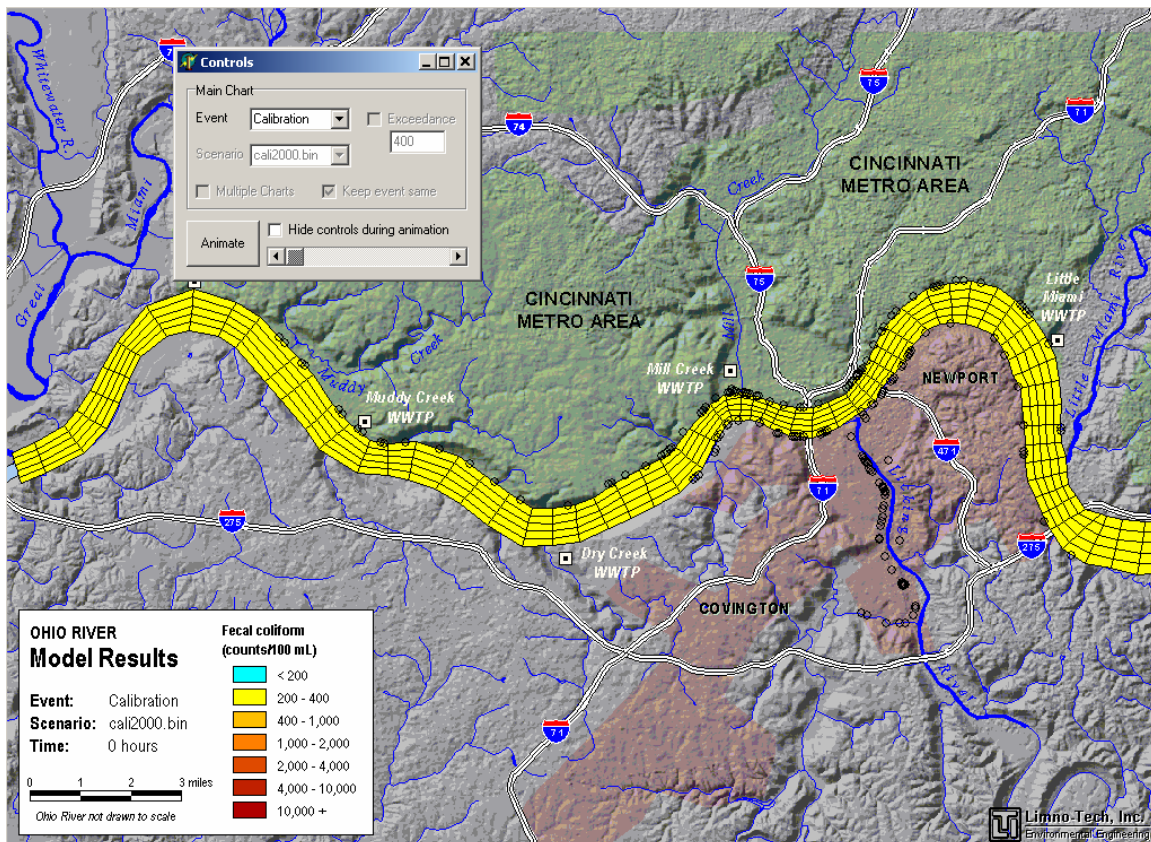 Whitewater R.
Great
Miami
7
Controls
Main Chart
Event
Calibration
Exceedance
400
Scenario
cali2000.bin
Multiple Charts
Keep event same
Animate
Hide controls during animation
74
75
71
CINCINNATI
METRO AREA
Creek
75
Mill
CINCINNATI
METRO AREA
Little
Miami
WWTP
Little Miami River
Muddy Creek
Muddy Creek
WWTP
Mill Creek
WWTP
NEWPORT
471
71
Licking
River
275
275
Dry Creek
WWTP
COVINGTON
71
OHIO RIVER
Model Results
Event: Calibration
Scenario: cali2000.bin
Time: 0 hours
0 1 2 3 miles
Ohio River not drawn to scale
Fecal coliform
(counts/100 mL)
< 200
200 - 400
400 - 1,000
1,000 - 2,000
2,000 - 4,000
4,000 - 10,000
10,000 +
Limno-Tech, Inc.
Environmental Engineering